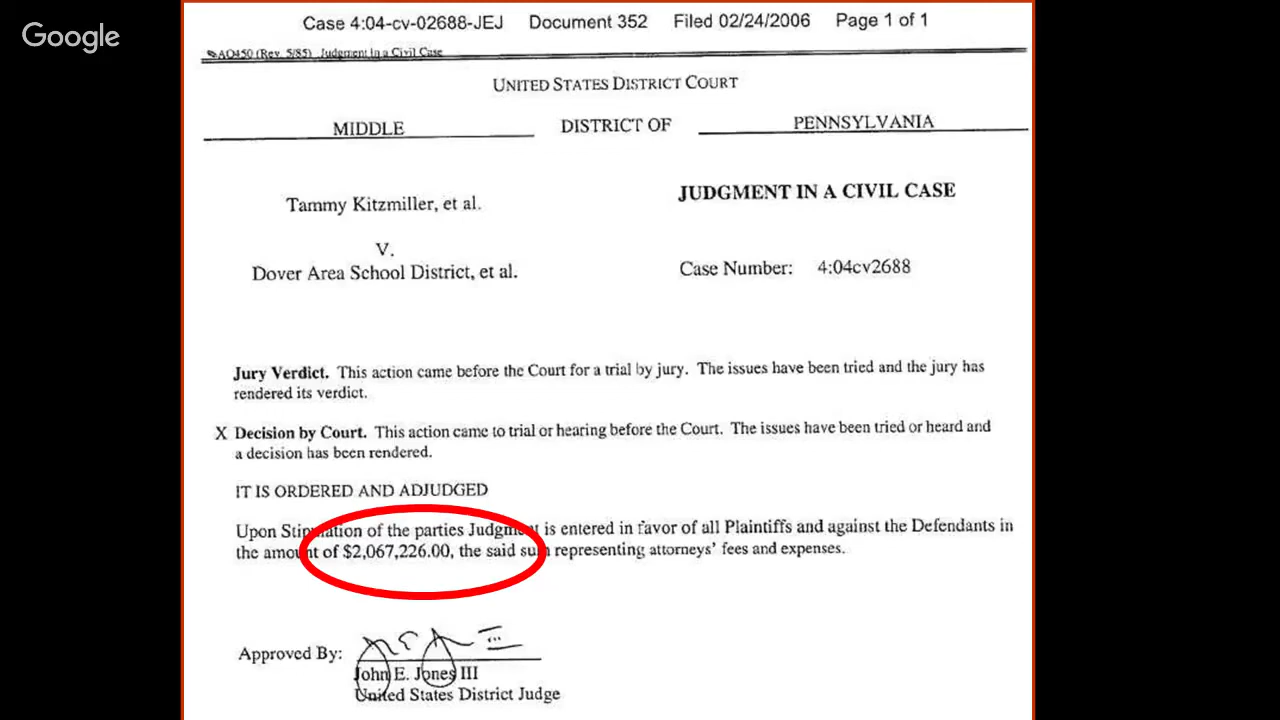 Google
Case 4:04-cv-02688-JEJ Document 352 Filed 02/24/2006 Page 1 of 1
AO450 (Rev. 5/85) Judgment in a Civil Case
UNITED STATES DISTRICT COURT
MIDDLE DISTRICT OF PENNSYLVANIA
Tammy Kitzmiller, et al.
JUDGMENT IN A CIVIL CASE
V.
Dover Area School District, et al.
Case Number: 4:04cv2688
Jury Verdict. This action came before the Court for a trial by jury. The issues have been tried and the jury has
rendered its verdict.
X Decision by Court. This action came to trial or hearing before the Court. The issues have been tried or heard and
a decision has been rendered.
IT IS ORDERED AND ADJUDGED
Upon Stipulation of the parties Judgment is entered in favor of all Plaintiffs and against the Defendants in
the amount of $2,067,226.00, the said sum representing attorneys' fees and expenses.
Approved By:
John E. Jones III
United States District Judge